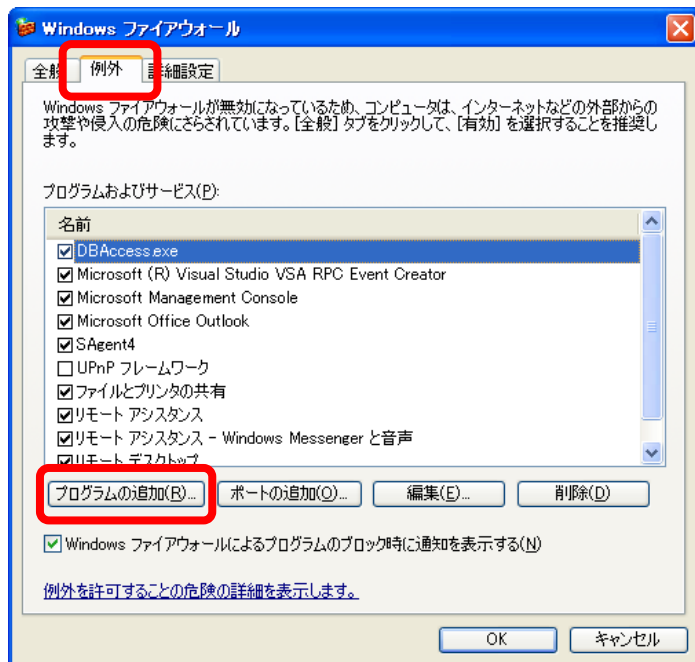 Windows ファイアウォール
全般
例外
詳細設定
Windows ファイアウォールが無効になっているため、コンピュータは、インターネットなどの外部からの
攻撃や侵入の危険にさらされています。[全般] タブをクリックして、[有効] を選択することを推奨し
ます。
プログラムおよびサービス(P):
名前
DBAccess.exe
Microsoft (R) Visual Studio VSA RPC Event Creator
Microsoft Management Console
Microsoft Office Outlook
SAgent4
UPnP フレームワーク
ファイルとプリンタの共有
リモート アシスタンス
リモート アシスタンス - Windows Messenger と音声
リモート デスクトップ
プログラムの追加(R)... ポートの追加(O)... 編集(E)... 削除(D)
Windows ファイアウォールによるプログラムのブロック時に通知を表示する(N)
例外を許可することの危険の詳細を表示します。
OK キャンセル